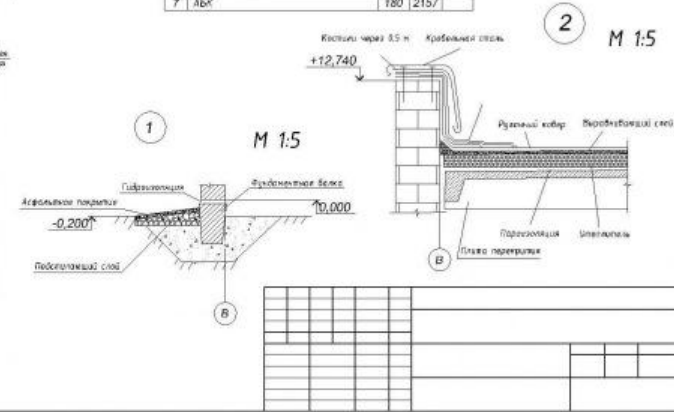 7 АБК 180 2157
2
М 1:5
Костыли через 0,5 м
Кровельная сталь
+12,740
1
М 1:5
Рулонный ковер
Выравнивающий слой
Гидроизоляция
Фундаментная балка
Асфальтное покрытие
0,000
-0,200
Пароизоляция
Утеплитель
Плита перекрытия
Подстилающий слой
В
В